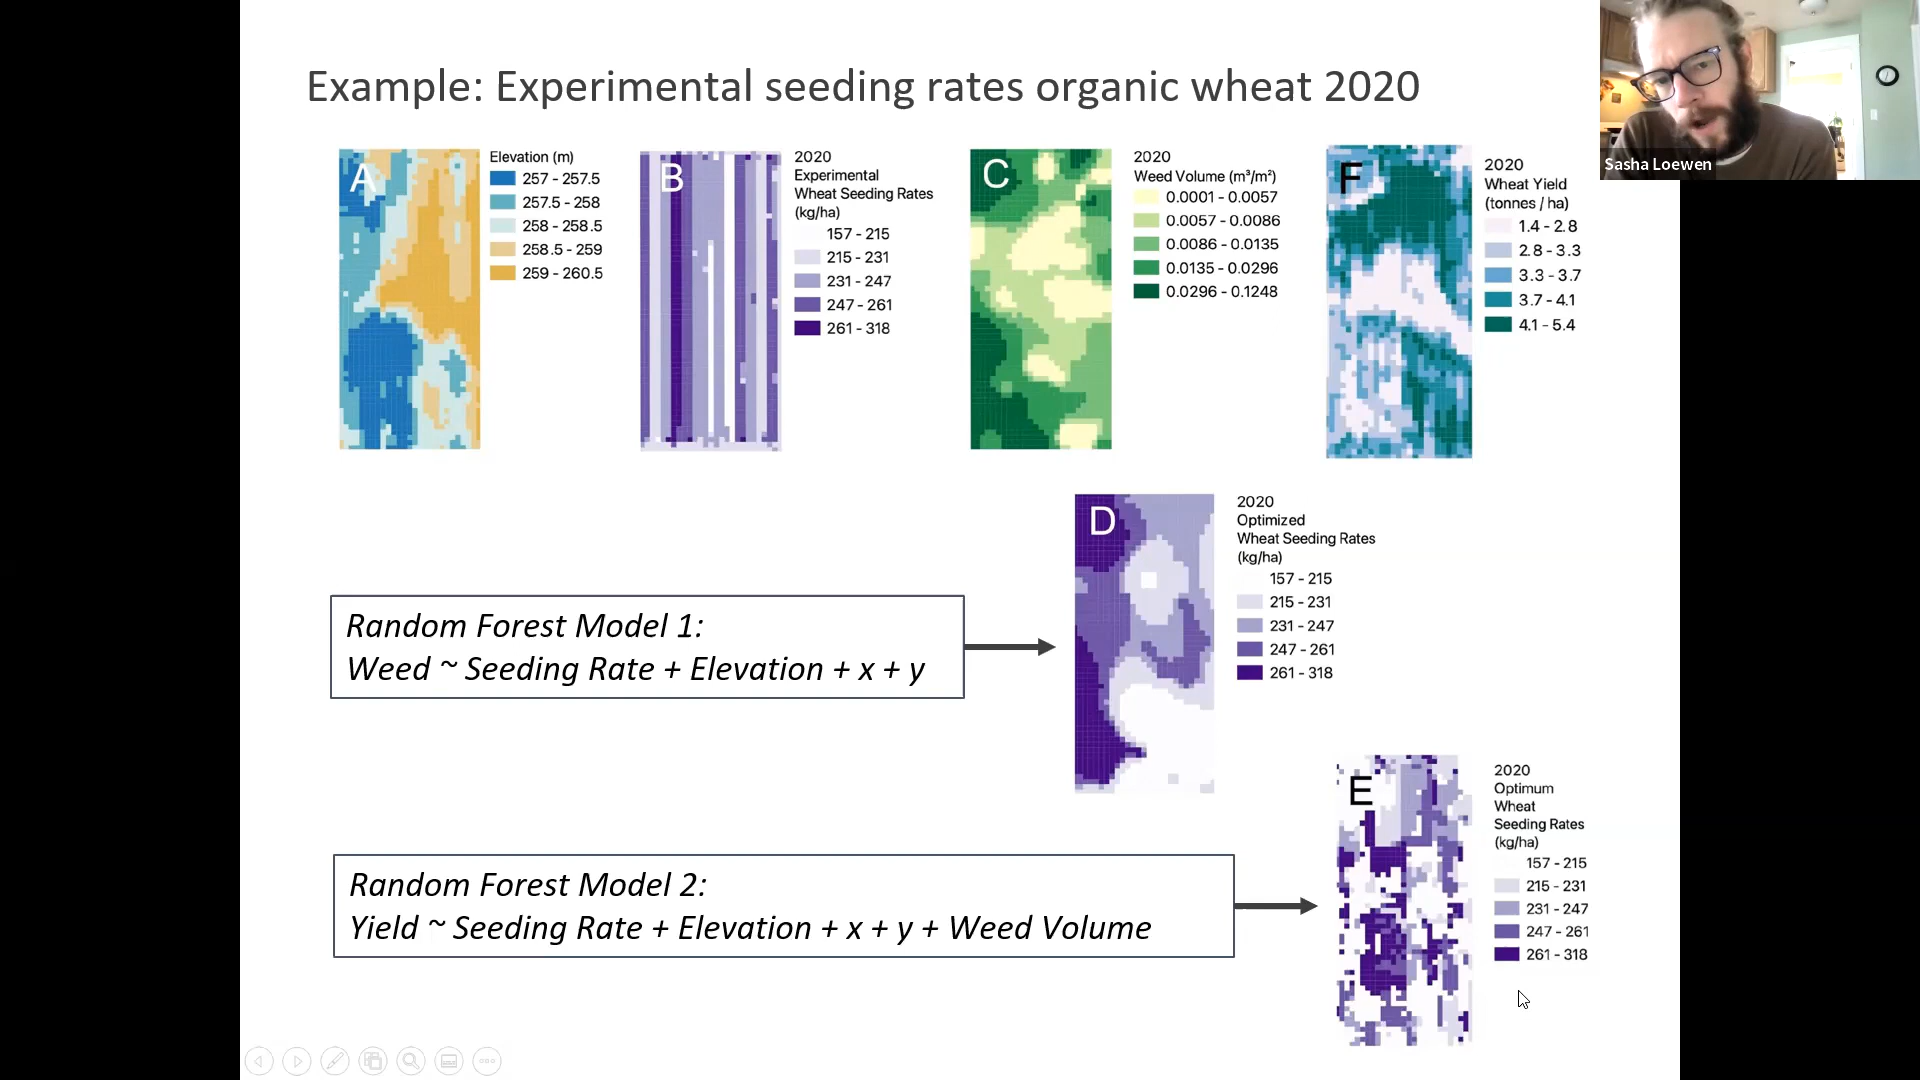 Example: Experimental seeding rates organic wheat 2020
Sasha Loewen
A
Elevation (m)
257 - 257.5
257.5 - 258
258 - 258.5
258.5 - 259
259 - 260.5
B
2020
Experimental
Wheat Seeding Rates
(kg/ha)
157 - 215
215 - 231
231 - 247
247 - 261
261 - 318
C
2020
Weed Volume (m³/m²)
0.0001 - 0.0057
0.0057 - 0.0086
0.0086 - 0.0135
0.0135 - 0.0296
0.0296 - 0.1248
F
2020
Wheat Yield
(tonnes / ha)
1.4 - 2.8
2.8 - 3.3
3.3 - 3.7
3.7 - 4.1
4.1 - 5.4
Random Forest Model 1:
Weed ~ Seeding Rate + Elevation + x + y
D
2020
Optimized
Wheat Seeding Rates
(kg/ha)
157 - 215
215 - 231
231 - 247
247 - 261
261 - 318
Random Forest Model 2:
Yield ~ Seeding Rate + Elevation + x + y + Weed Volume
E
2020
Optimum
Wheat
Seeding Rates
(kg/ha)
157 - 215
215 - 231
231 - 247
247 - 261
261 - 318